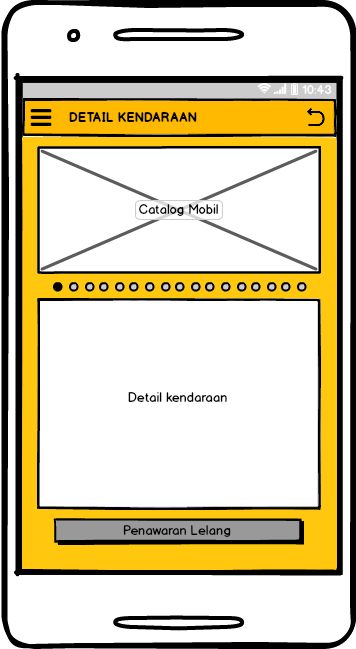 10:43
DETAIL KENDARAAN
Catalog Mobil
Detail kendaraan
Penawaran Lelang